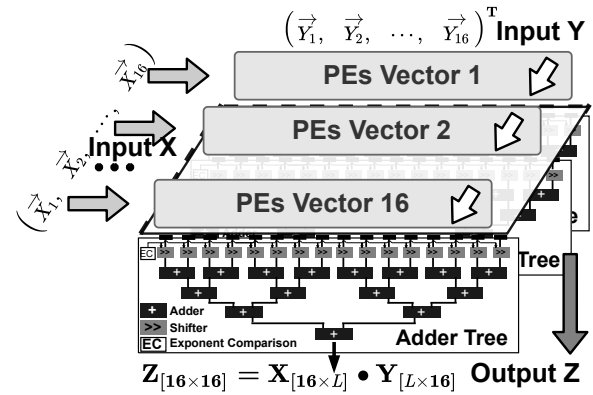 (Y⃗₁, Y⃗₂, …, Y⃗₁₆)ᵀ Input Y
PEs Vector 1
PEs Vector 2
PEs Vector 16
Input X
(X⃗₁, X⃗₂, …, X⃗₁₆)
EC >> >> >> >> >> >> >> >> >> >> >> >> >> >> >> >>
+ + + + + + + +
+ + + +
+ +
+
+ Adder
>> Shifter
EC Exponent Comparison
Adder Tree
Tree
e
Z[16×16] = X[16×L] • Y[L×16]
Output Z